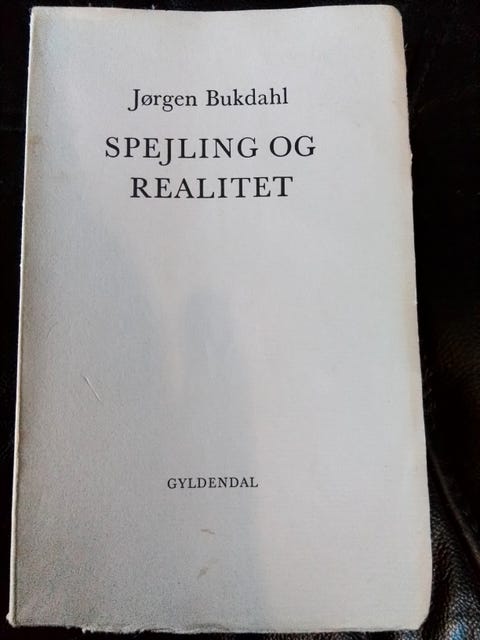 Jørgen Bukdahl
SPEJLING OG
REALITET
GYLDENDAL